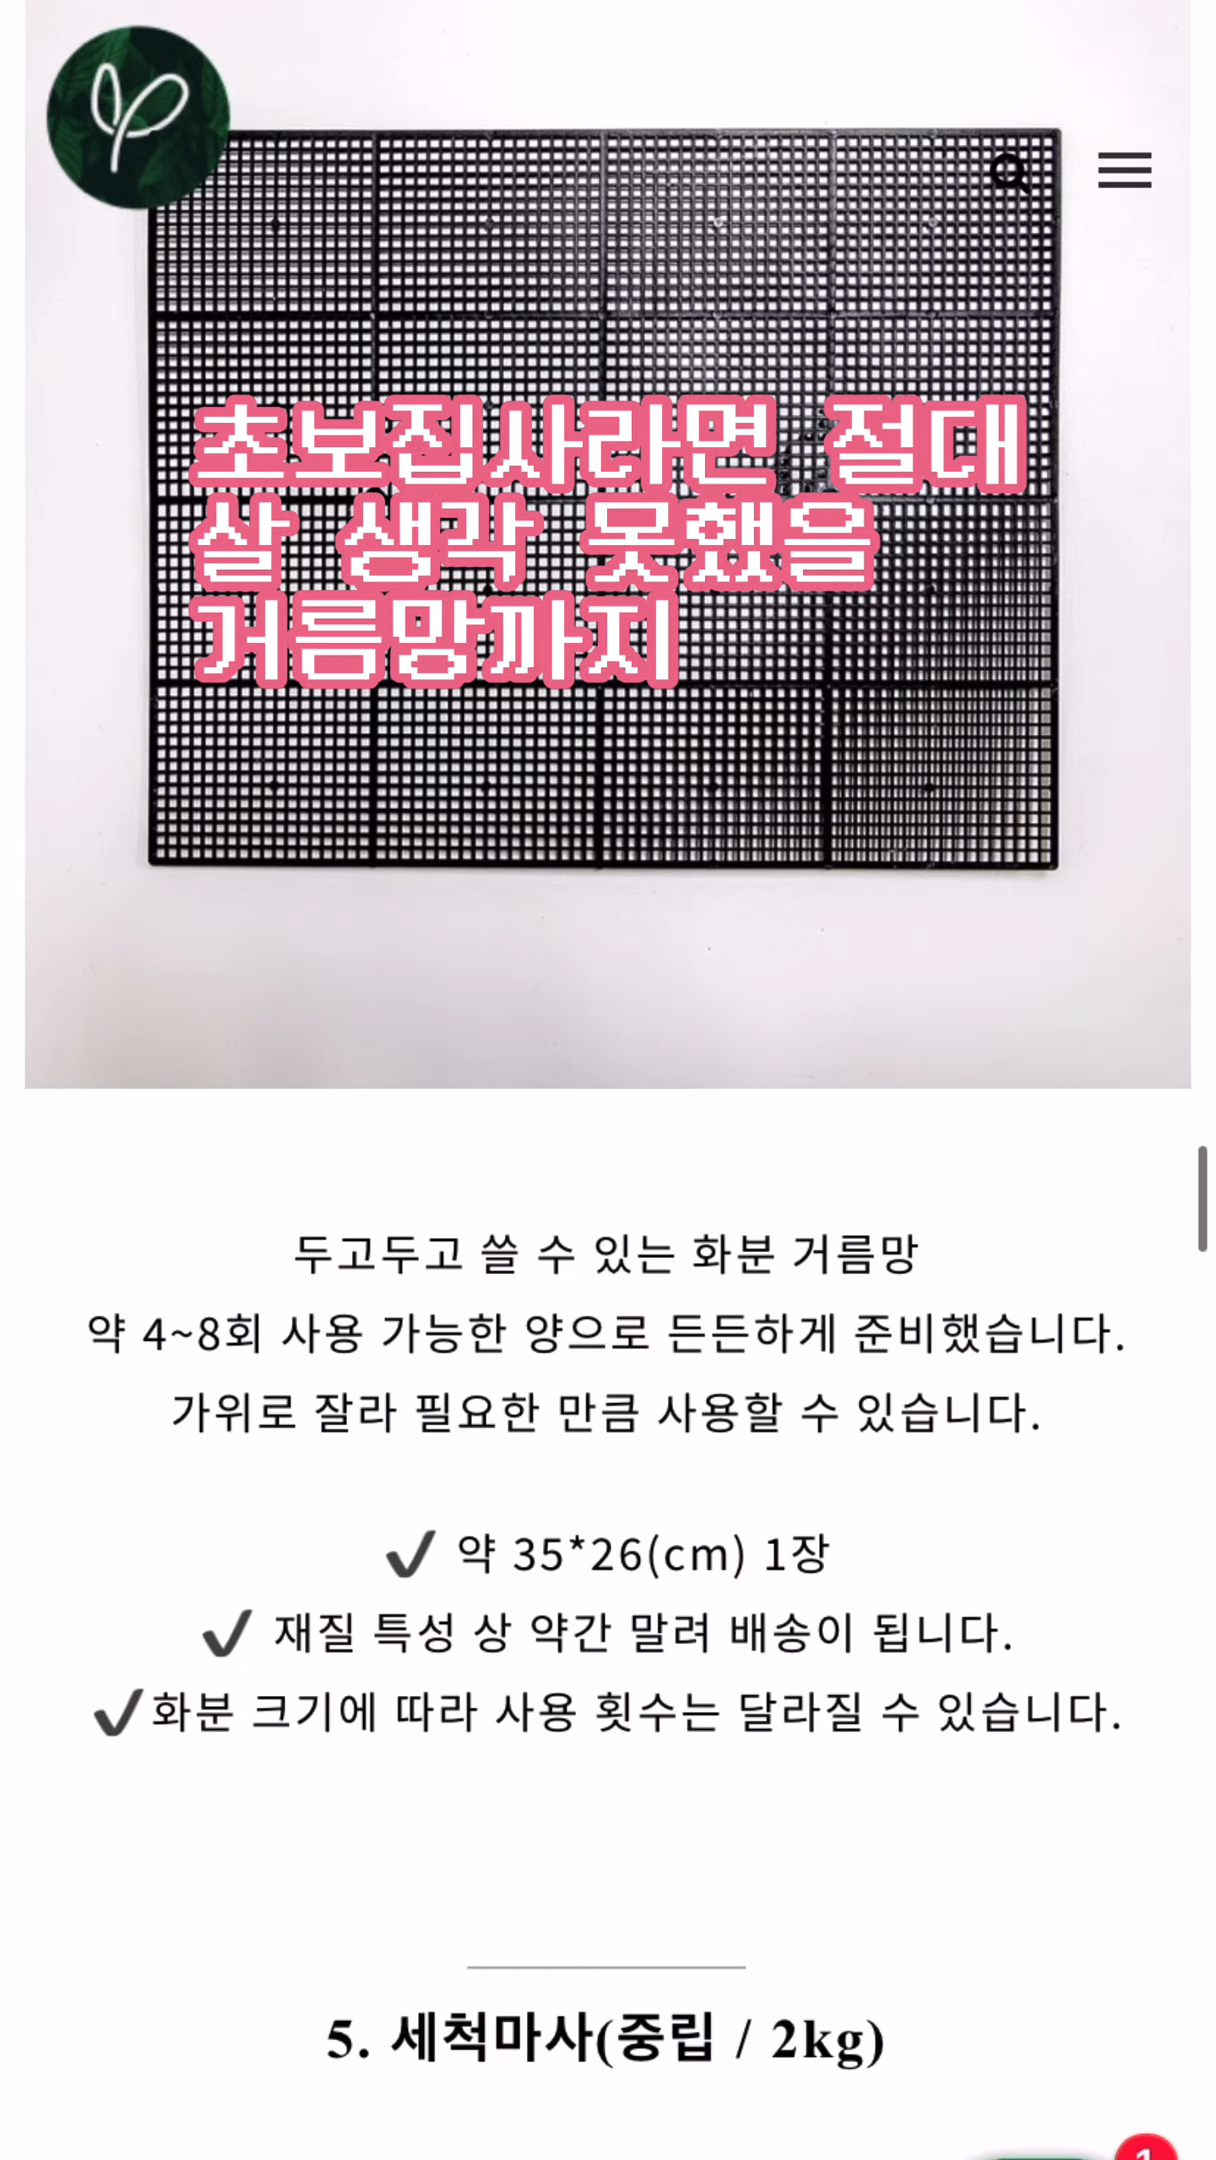 초보집사라면 절대
살 생각 못했을
거름망까지
두고두고 쓸 수 있는 화분 거름망
약 4~8회 사용 가능한 양으로 든든하게 준비했습니다.
가위로 잘라 필요한 만큼 사용할 수 있습니다.
✔ 약 35*26(cm) 1장
✔ 재질 특성 상 약간 말려 배송이 됩니다.
✔화분 크기에 따라 사용 횟수는 달라질 수 있습니다.
5. 세척마사(중립 / 2kg)
1